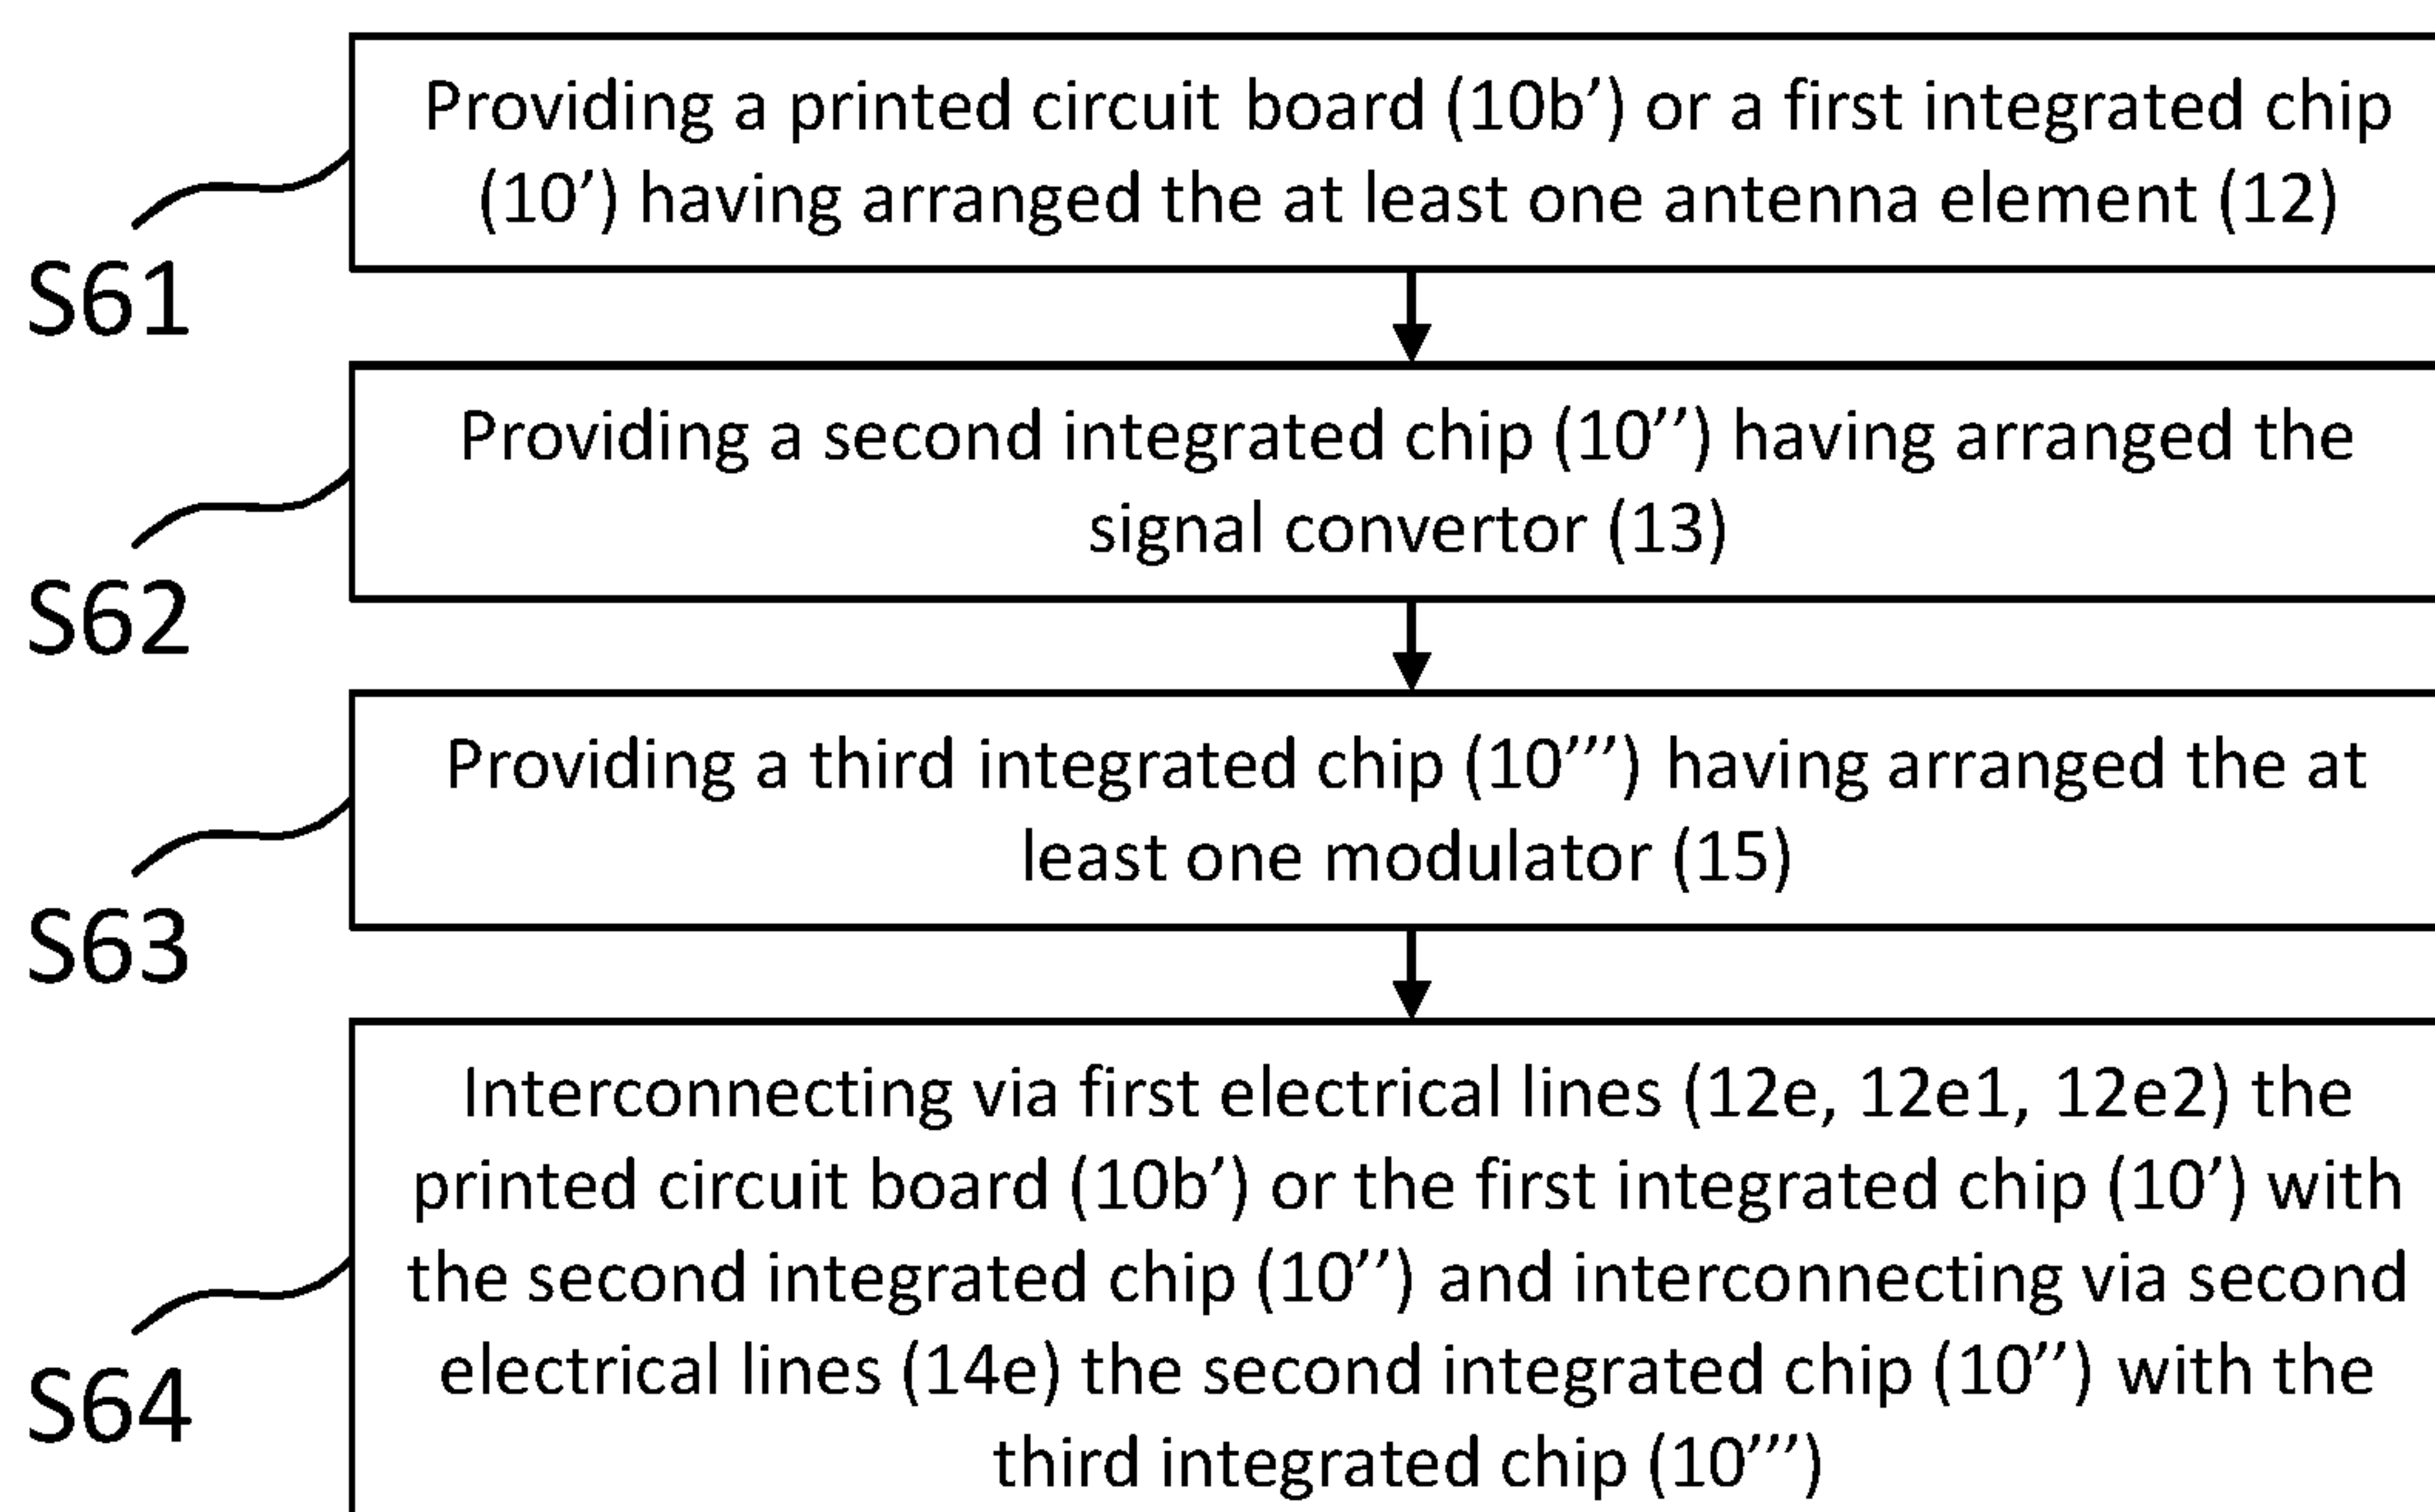 Providing a printed circuit board (10b’) or a first integrated chip
(10’) having arranged the at least one antenna element (12)
S61
Providing a second integrated chip (10’’) having arranged the
signal convertor (13)
S62
Providing a third integrated chip (10’’’) having arranged the at
least one modulator (15)
S63
Interconnecting via first electrical lines (12e, 12e1, 12e2) the
printed circuit board (10b’) or the first integrated chip (10’) with
the second integrated chip (10’’) and interconnecting via second
electrical lines (14e) the second integrated chip (10’’) with the
third integrated chip (10’’’)
S64